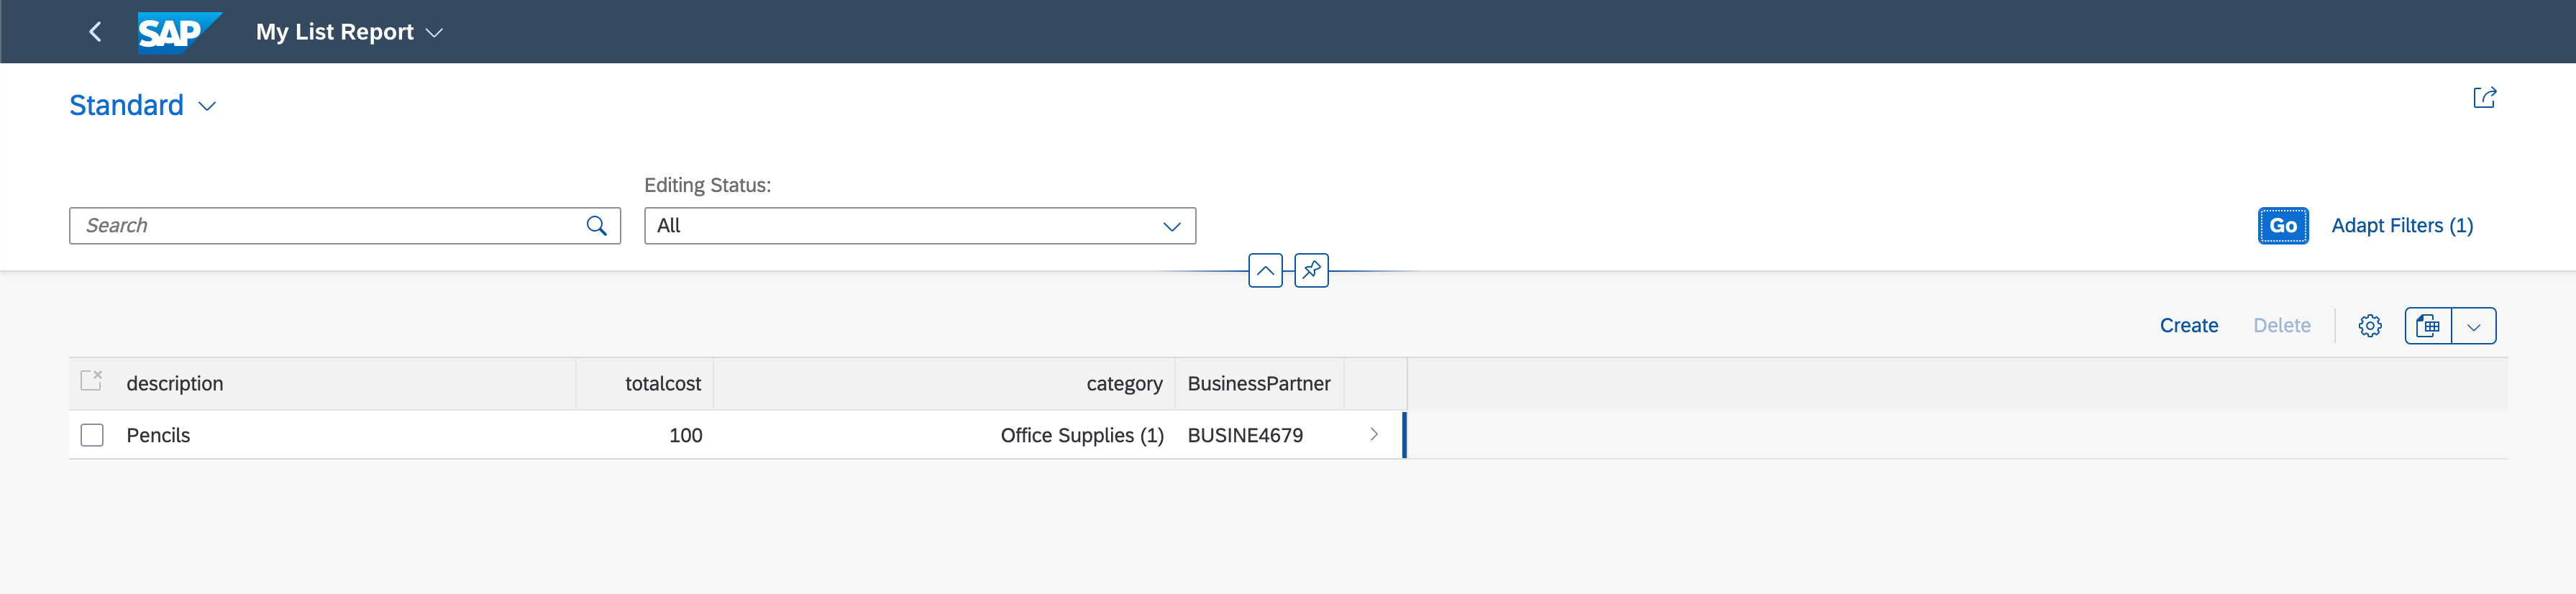 SAP My List Report
Standard
Editing Status:
Search All Go Adapt Filters (1)
Create Delete
description totalcost category BusinessPartner
Pencils 100 Office Supplies (1) BUSINE4679